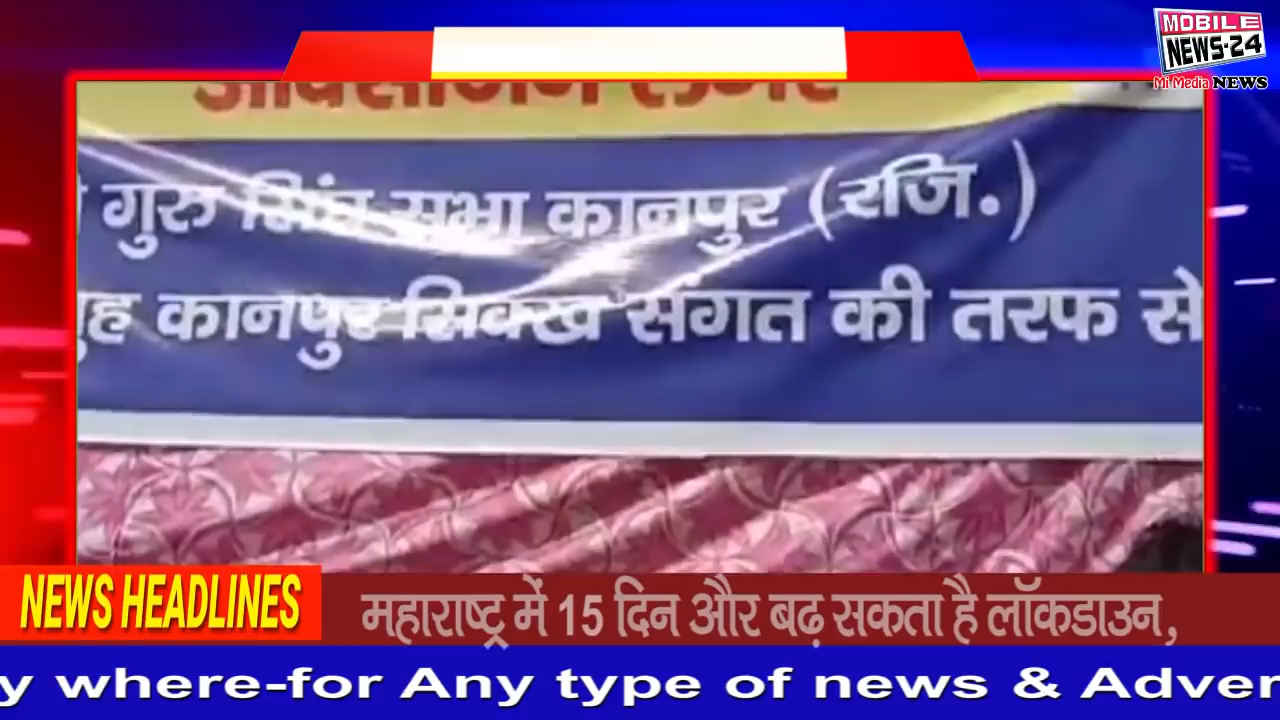 MOBILE
NEWS-24
Mi Media NEWS
गुरु सिंघ सभा कानपुर (रजि.)
कानपुर सिक्ख संगत की तरफ से
NEWS HEADLINES
महाराष्ट्र में 15 दिन और बढ़ सकता है लॉकडाउन,
y where-for Any type of news & Adver